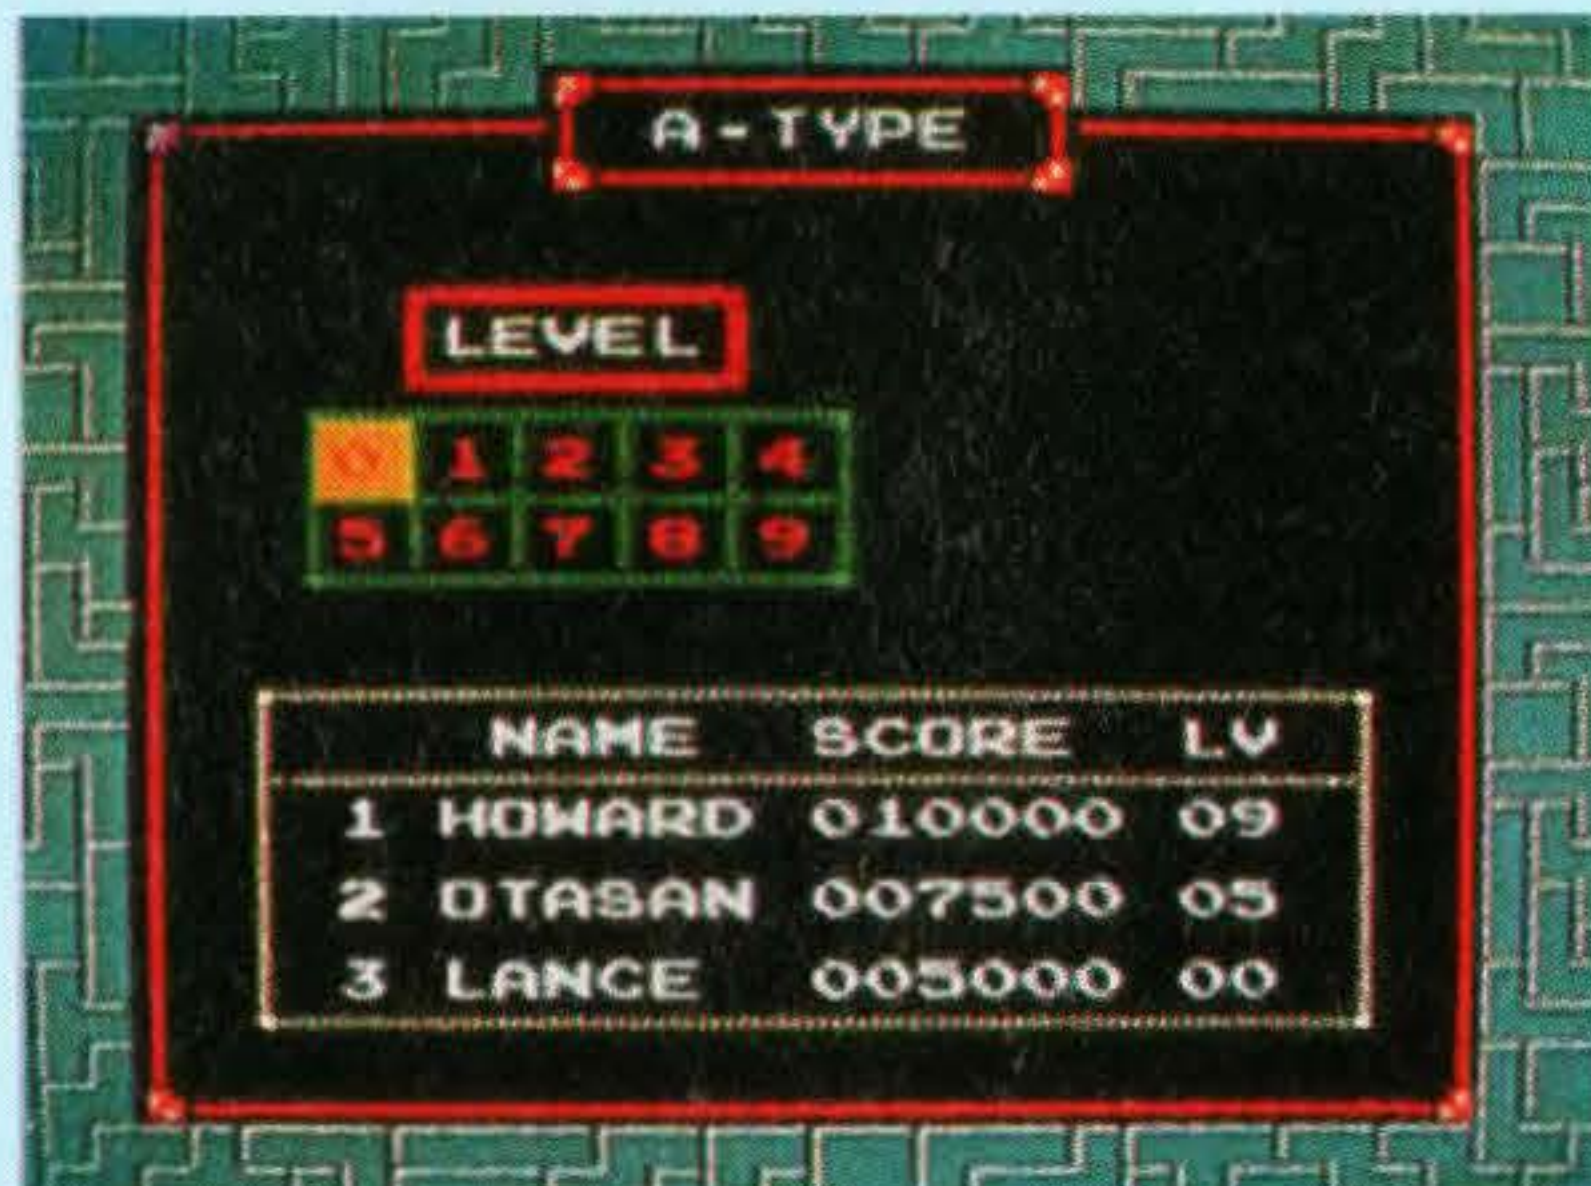 A-TYPE
LEVEL
0 1 2 3 4
5 6 7 8 9
NAME SCORE LV
1 HOWARD 010000 09
2 OTASAN 007500 05
3 LANCE 005000 00